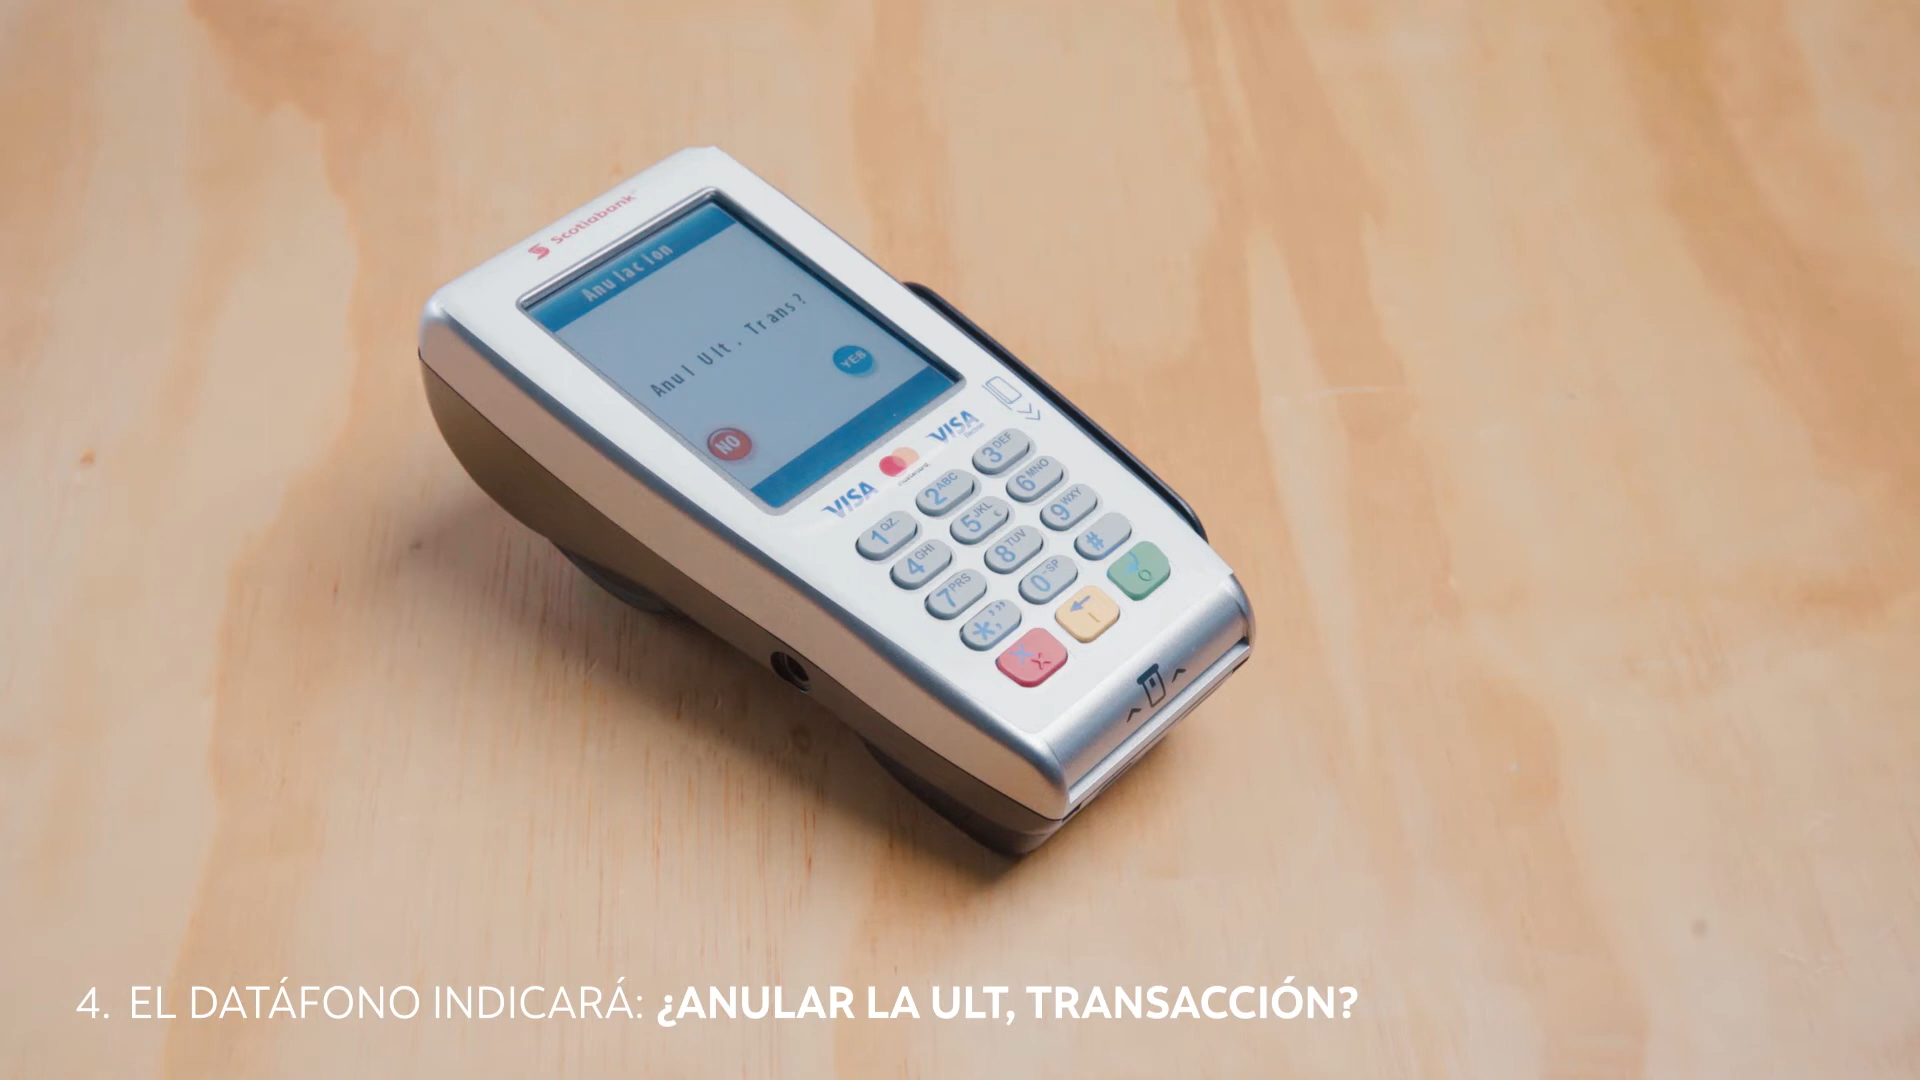 Scotiabank
Anulacion
Anul Ult. Trans?
YES
NO
VISA
VISA
1 QZ.
2 ABC
3 DEF
4 GHI
5 JKL
6 MNO
7 PRS
8 TUV
9 WXY
*,'"
0 -SP
#
4. EL DATÁFONO INDICARÁ: ¿ANULAR LA ULT, TRANSACCIÓN?